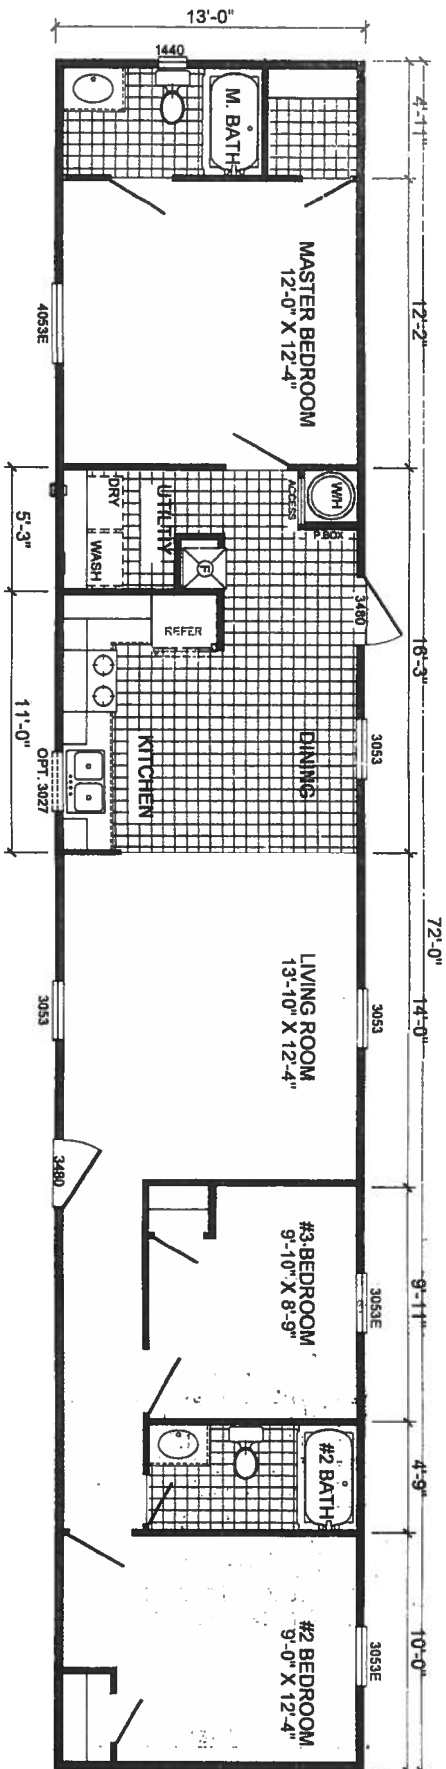 13'-0"
1440
4'-11"
M. BATH
MASTER BEDROOM
12'-0" X 12'-4"
12'-2"
4053E
W/H
ACCESS
P.BOX
UTILITY
DRY
WASH
F
5'-3"
REFER
3480
16'-3"
DINING
3053
KITCHEN
OPT. 3027
11'-0"
72'-0"
LIVING ROOM
13'-10" X 12'-4"
3053
3053
14'-0"
3480
#3 BEDROOM
9'-10" X 8'-9"
3053E
9'-11"
#2 BATH
4'-9"
#2 BEDROOM
9'-0" X 12'-4"
3053E
10'-0"